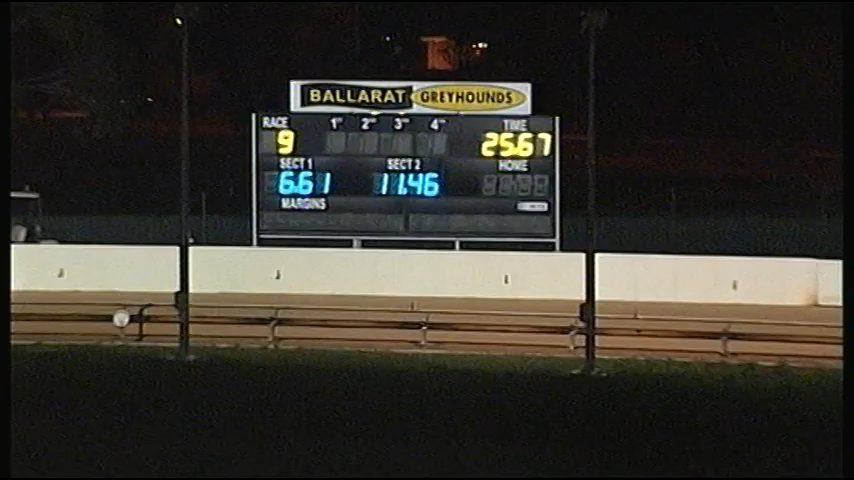 BALLARAT GREYHOUNDS
RACE 1ST 2ND 3RD 4TH TIME
9 25.67
SECT 1 SECT 2 HOME
6.61 11.46
MARGINS